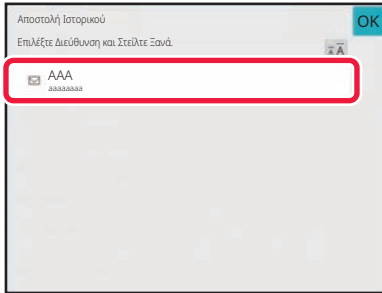 Αποστολή Ιστορικού
OK
Επιλέξτε Διεύθυνση και Στείλτε Ξανά.
AAA
aaaaaaaa